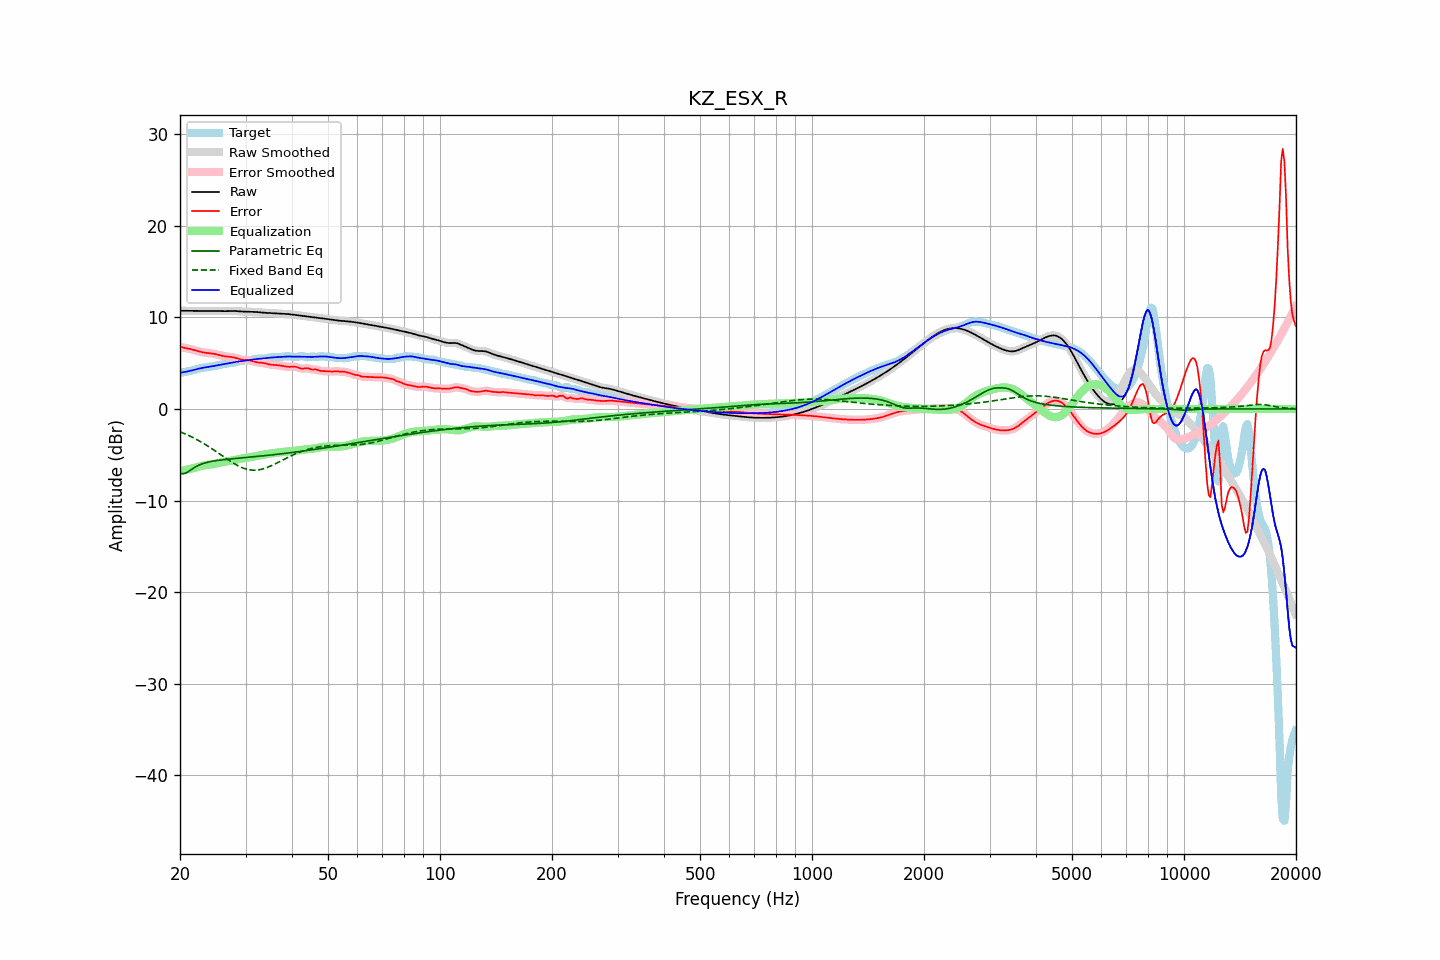 KZ_ESX_R
Target
Raw Smoothed
Error Smoothed
Raw
Error
Equalization
Parametric Eq
Fixed Band Eq
Equalized
30
20
10
0
−10
−20
−30
−40
Amplitude (dBr)
20 50 100 200 500 1000 2000 5000 10000 20000
Frequency (Hz)